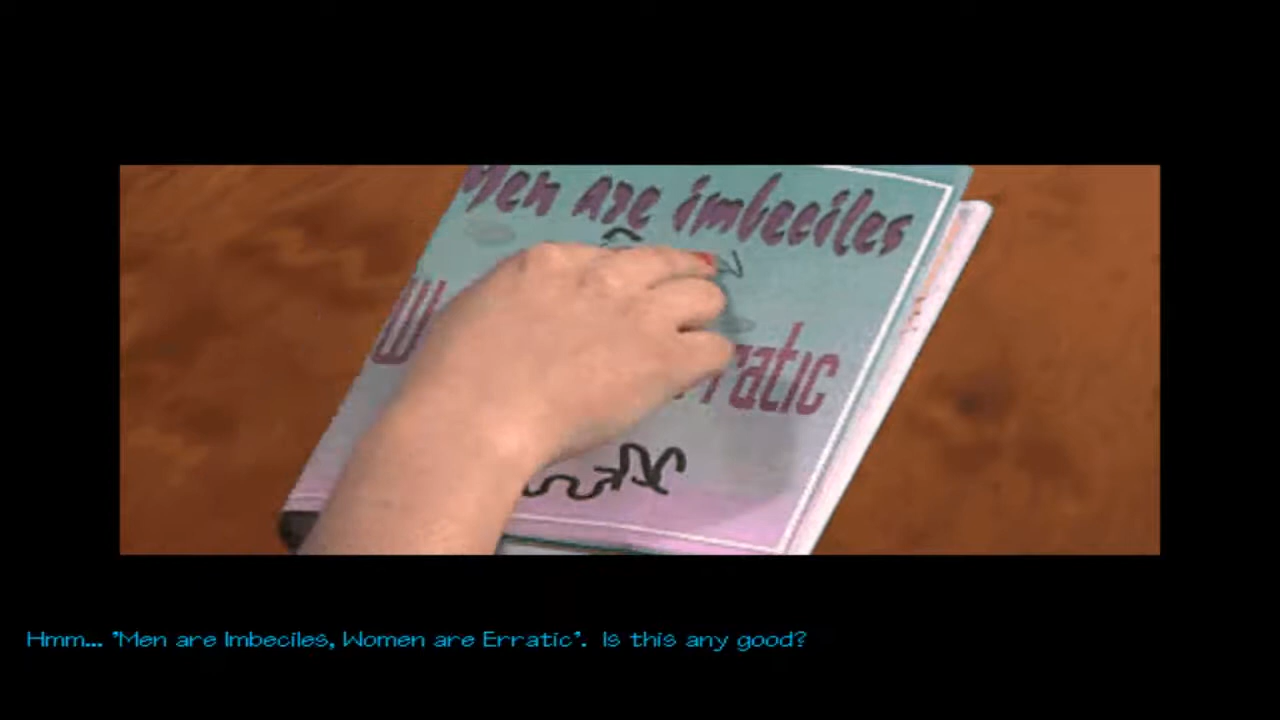 Men are imbeciles
W ratic
Hmm... "Men are Imbeciles, Women are Erratic". Is this any good?